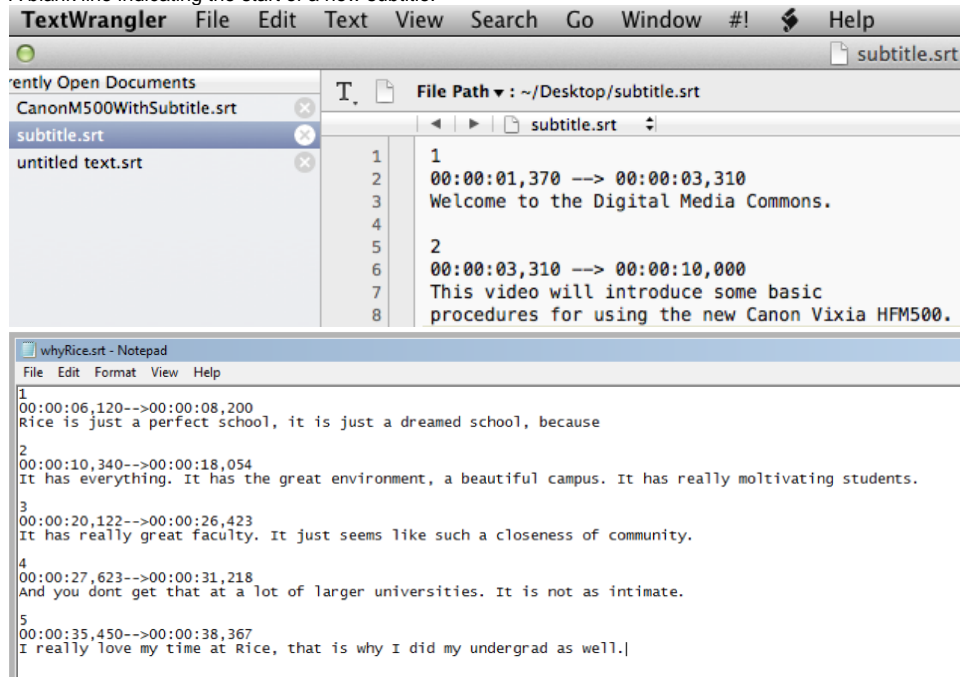 TextWrangler File Edit Text View Search Go Window #! Help
subtitle.srt
rently Open Documents
CanonM500WithSubtitle.srt
subtitle.srt
untitled text.srt
File Path ▾ : ~/Desktop/subtitle.srt
subtitle.srt
1 1
2 00:00:01,370 --> 00:00:03,310
3 Welcome to the Digital Media Commons.
4
5 2
6 00:00:03,310 --> 00:00:10,000
7 This video will introduce some basic
8 procedures for using the new Canon Vixia HFM500.
whyRice.srt - Notepad
File Edit Format View Help
1
00:00:06,120-->00:00:08,200
Rice is just a perfect school, it is just a dreamed school, because
2
00:00:10,340-->00:00:18,054
It has everything. It has the great environment, a beautiful campus. It has really moltivating students.
3
00:00:20,122-->00:00:26,423
It has really great faculty. It just seems like such a closeness of community.
4
00:00:27,623-->00:00:31,218
And you dont get that at a lot of larger universities. It is not as intimate.
5
00:00:35,450-->00:00:38,367
I really love my time at Rice, that is why I did my undergrad as well.